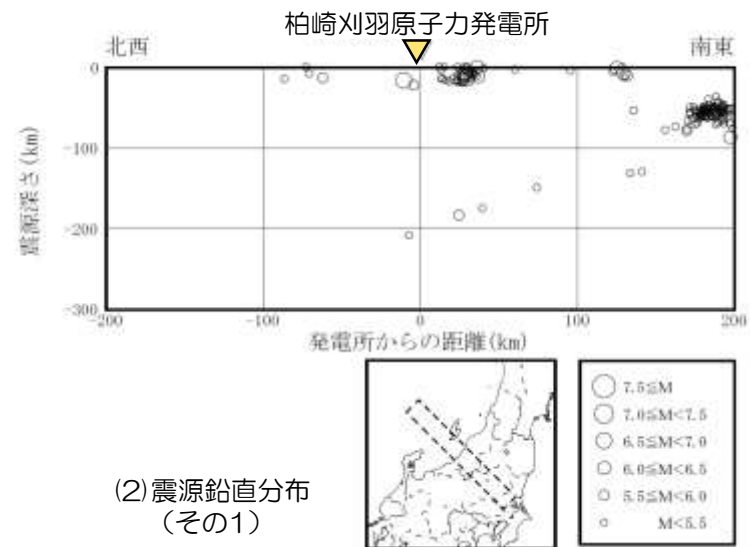 柏崎刈羽原子力発電所
北西
南東
震源深さ(km)
0
-100
-200
-300
-200
-100
0
100
200
発電所からの距離(km)
7.5≦M
7.0≦M<7.5
6.5≦M<7.0
6.0≦M<6.5
5.5≦M<6.0
M<5.5
(2)震源鉛直分布
(その1)